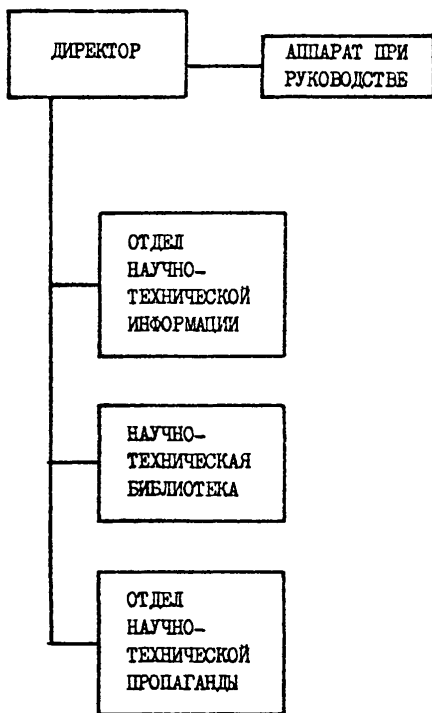 ДИРЕКТОР
АППАРАТ ПРИ
РУКОВОДСТВЕ
ОТДЕЛ
НАУЧНО-
ТЕХНИЧЕСКОЙ
ИНФОРМАЦИИ
НАУЧНО-
ТЕХНИЧЕСКАЯ
БИБЛИОТЕКА
ОТДЕЛ
НАУЧНО-
ТЕХНИЧЕСКОЙ
ПРОПАГАНДЫ